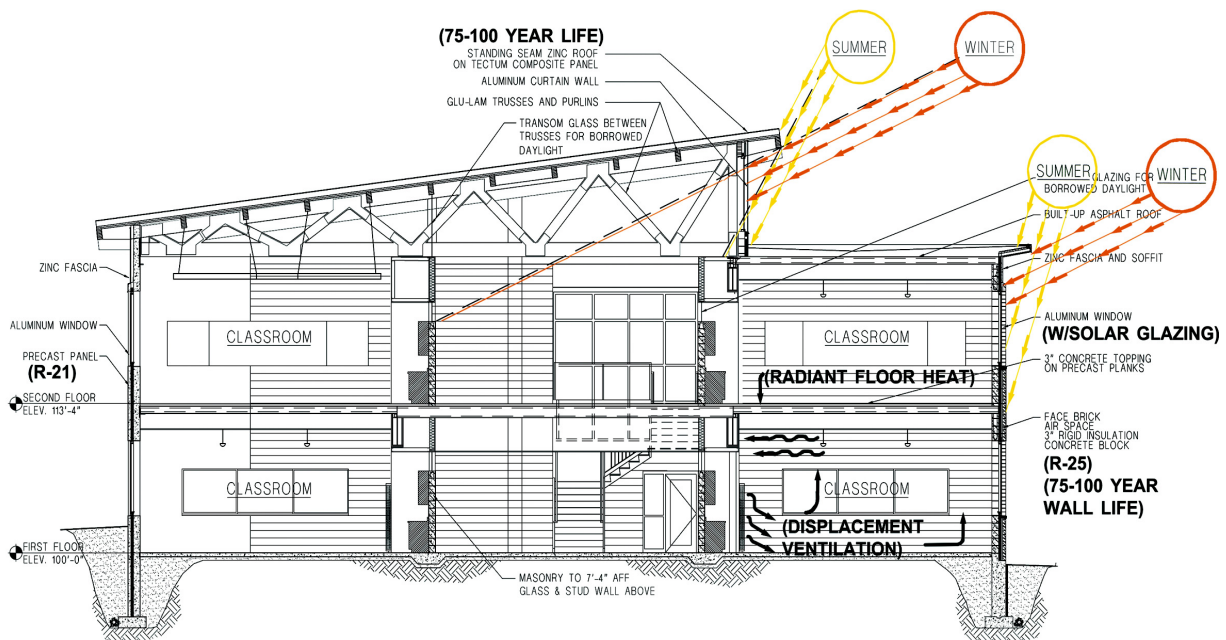 (75-100 YEAR LIFE)
STANDING SEAM ZINC ROOF
ON TECTUM COMPOSITE PANEL
ALUMINUM CURTAIN WALL
GLU-LAM TRUSSES AND PURLINS
TRANSOM GLASS BETWEEN
TRUSSES FOR BORROWED
DAYLIGHT
SUMMER
WINTER
SUMMER
WINTER
GLAZING FOR
BORROWED DAYLIGHT
BUILT-UP ASPHALT ROOF
ZINC FASCIA AND SOFFIT
ZINC FASCIA
ALUMINUM WINDOW
PRECAST PANEL
(R-21)
SECOND FLOOR
ELEV. 113'-4"
CLASSROOM
CLASSROOM
ALUMINUM WINDOW
(W/SOLAR GLAZING)
3" CONCRETE TOPPING
ON PRECAST PLANKS
(RADIANT FLOOR HEAT)
FACE BRICK
AIR SPACE
3" RIGID INSULATION
CONCRETE BLOCK
(R-25)
(75-100 YEAR
WALL LIFE)
CLASSROOM
CLASSROOM
(DISPLACEMENT
VENTILATION)
FIRST FLOOR
ELEV. 100'-0"
MASONRY TO 7'-4" AFF
GLASS & STUD WALL ABOVE